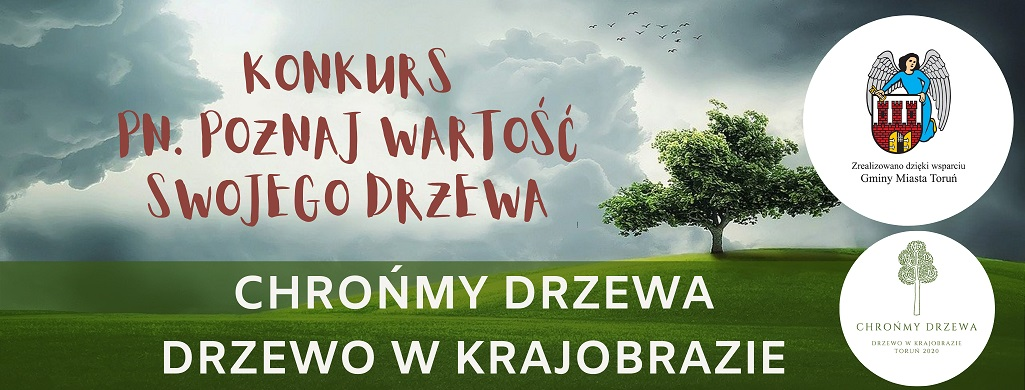 KONKURS
PN. POZNAJ WARTOŚĆ
SWOJEGO DRZEWA
CHROŃMY DRZEWA
DRZEWO W KRAJOBRAZIE
Zrealizowano dzięki wsparciu
Gminy Miasta Toruń
CHROŃMY DRZEWA
DRZEWO W KRAJOBRAZIE
TORUŃ 2020